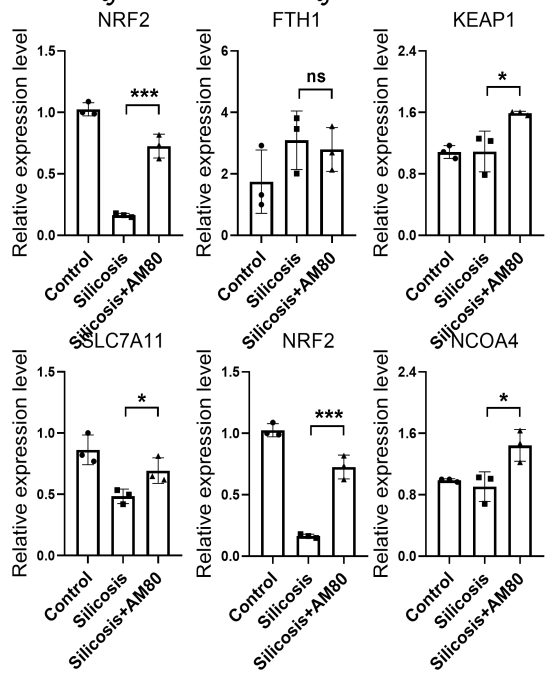 NRF2
FTH1
KEAP1
Relative expression level
1.5
1.0
0.5
0.0
***
Control
Silicosis
Silicosis+AM80
Relative expression level
6
4
2
0
ns
Control
Silicosis
Silicosis+AM80
Relative expression level
2.4
1.6
0.8
0.0
*
Control
Silicosis
Silicosis+AM80
SLC7A11
NRF2
NCOA4
Relative expression level
1.5
1.0
0.5
0.0
*
Control
Silicosis
Silicosis+AM80
Relative expression level
1.5
1.0
0.5
0.0
***
Control
Silicosis
Silicosis+AM80
Relative expression level
2.4
1.6
0.8
0.0
*
Control
Silicosis
Silicosis+AM80